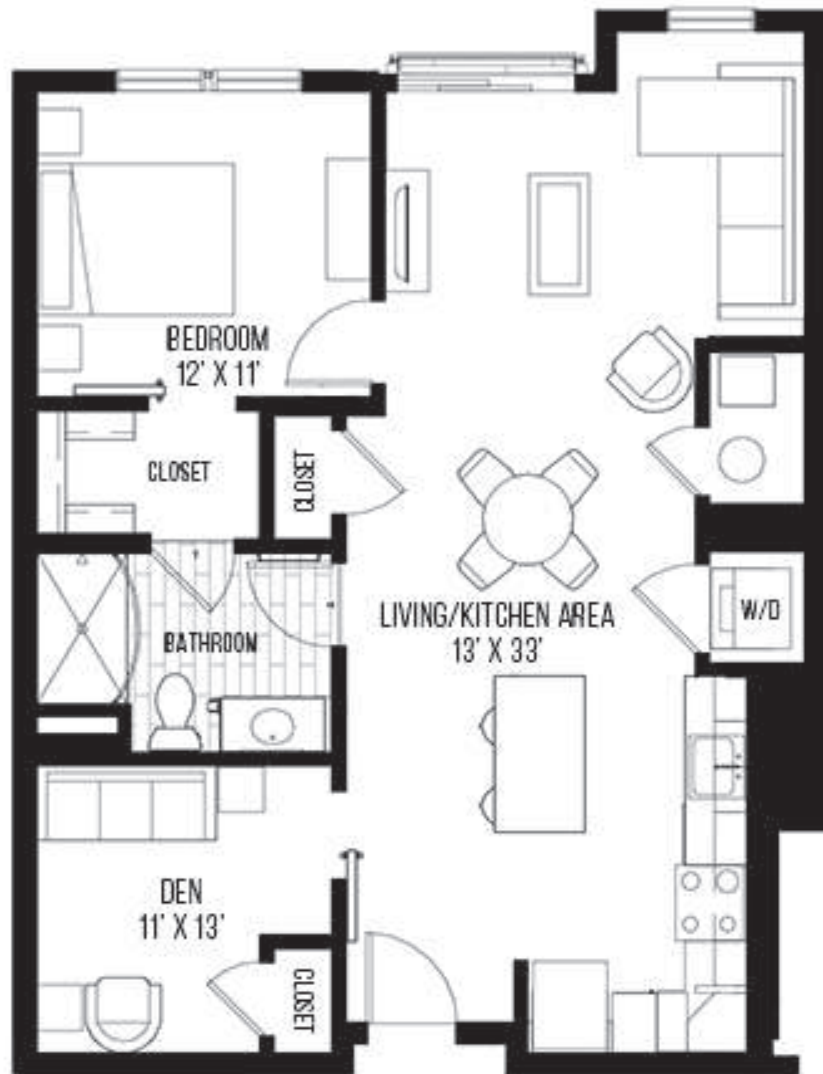 BEDROOM
12' X 11'
CLOSET
CLOSET
BATHROOM
LIVING/KITCHEN AREA
13' X 33'
W/D
DEN
11' X 13'
CLOSET